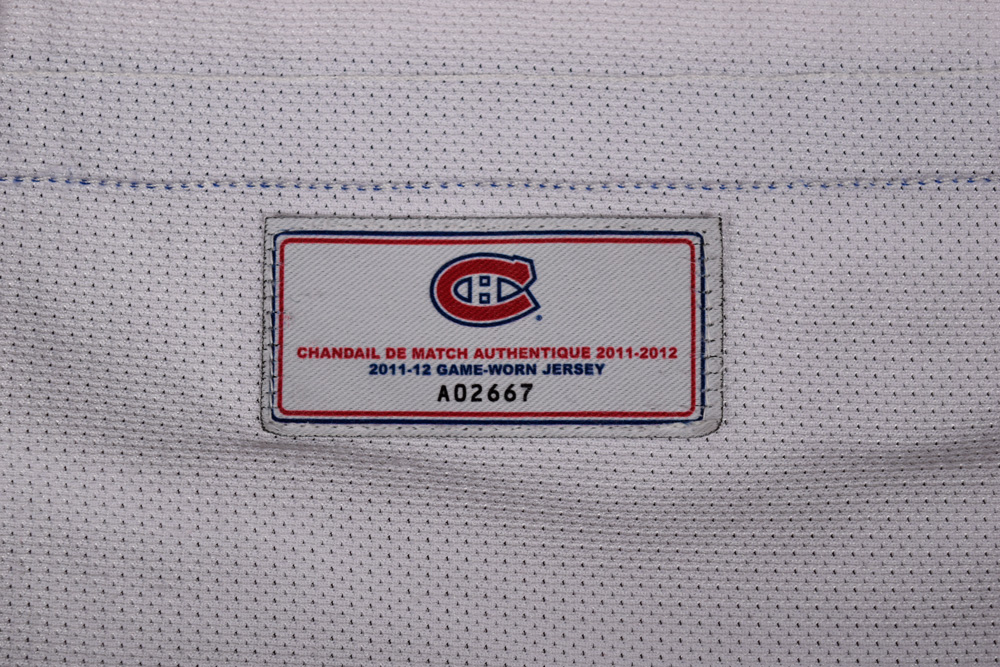 CHANDAIL DE MATCH AUTHENTIQUE 2011-2012
2011-12 GAME-WORN JERSEY
A02667